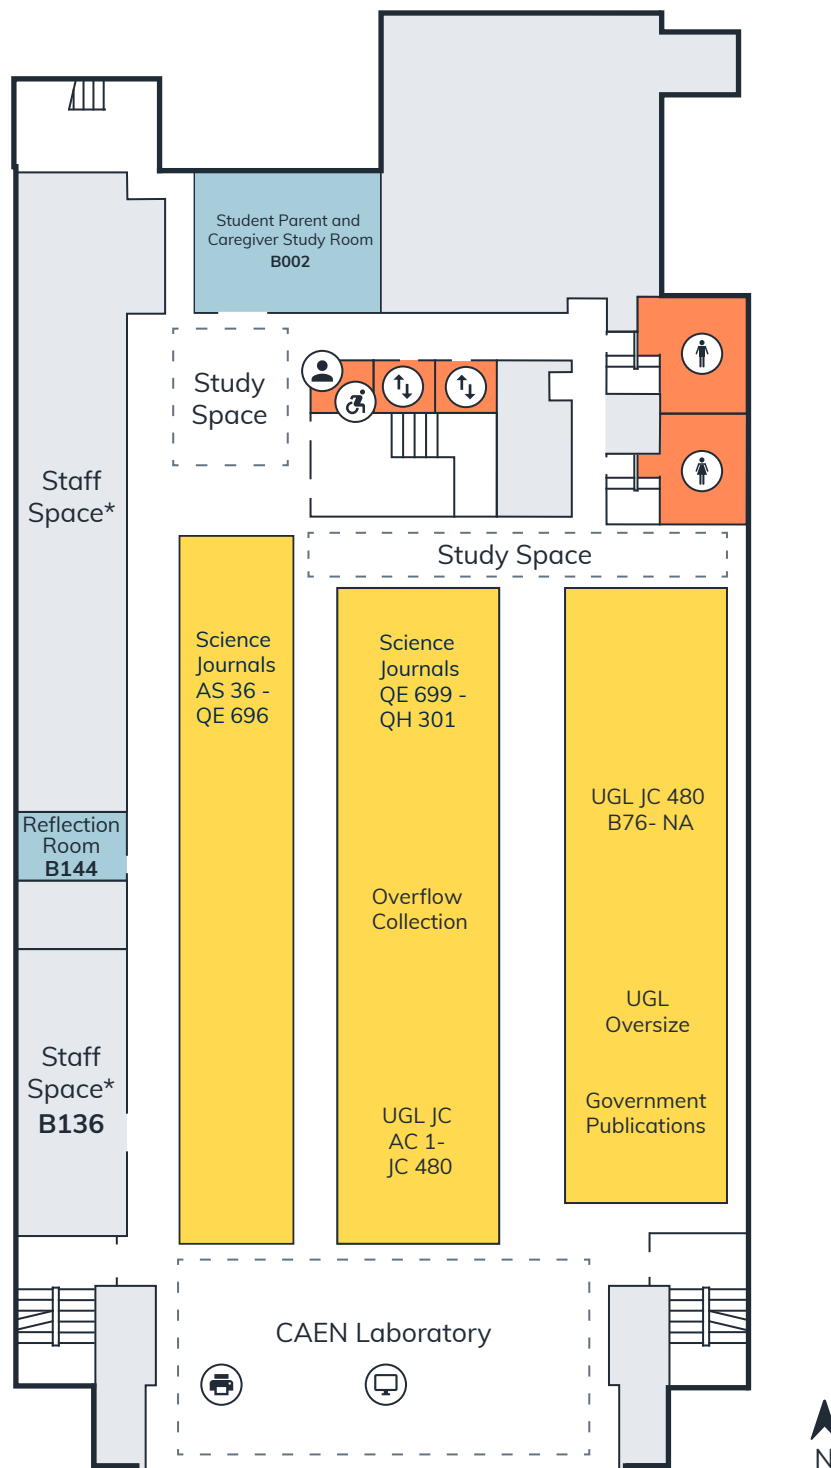 Student Parent and
Caregiver Study Room
B002
Study
Space
Staff
Space*
Study Space
Science
Journals
AS 36 -
QE 696
Science
Journals
QE 699 -
QH 301
UGL JC 480
B76- NA
Reflection
Room
B144
Overflow
Collection
UGL
Oversize
Staff
Space*
B136
Government
Publications
UGL JC
AC 1-
JC 480
CAEN Laboratory
N